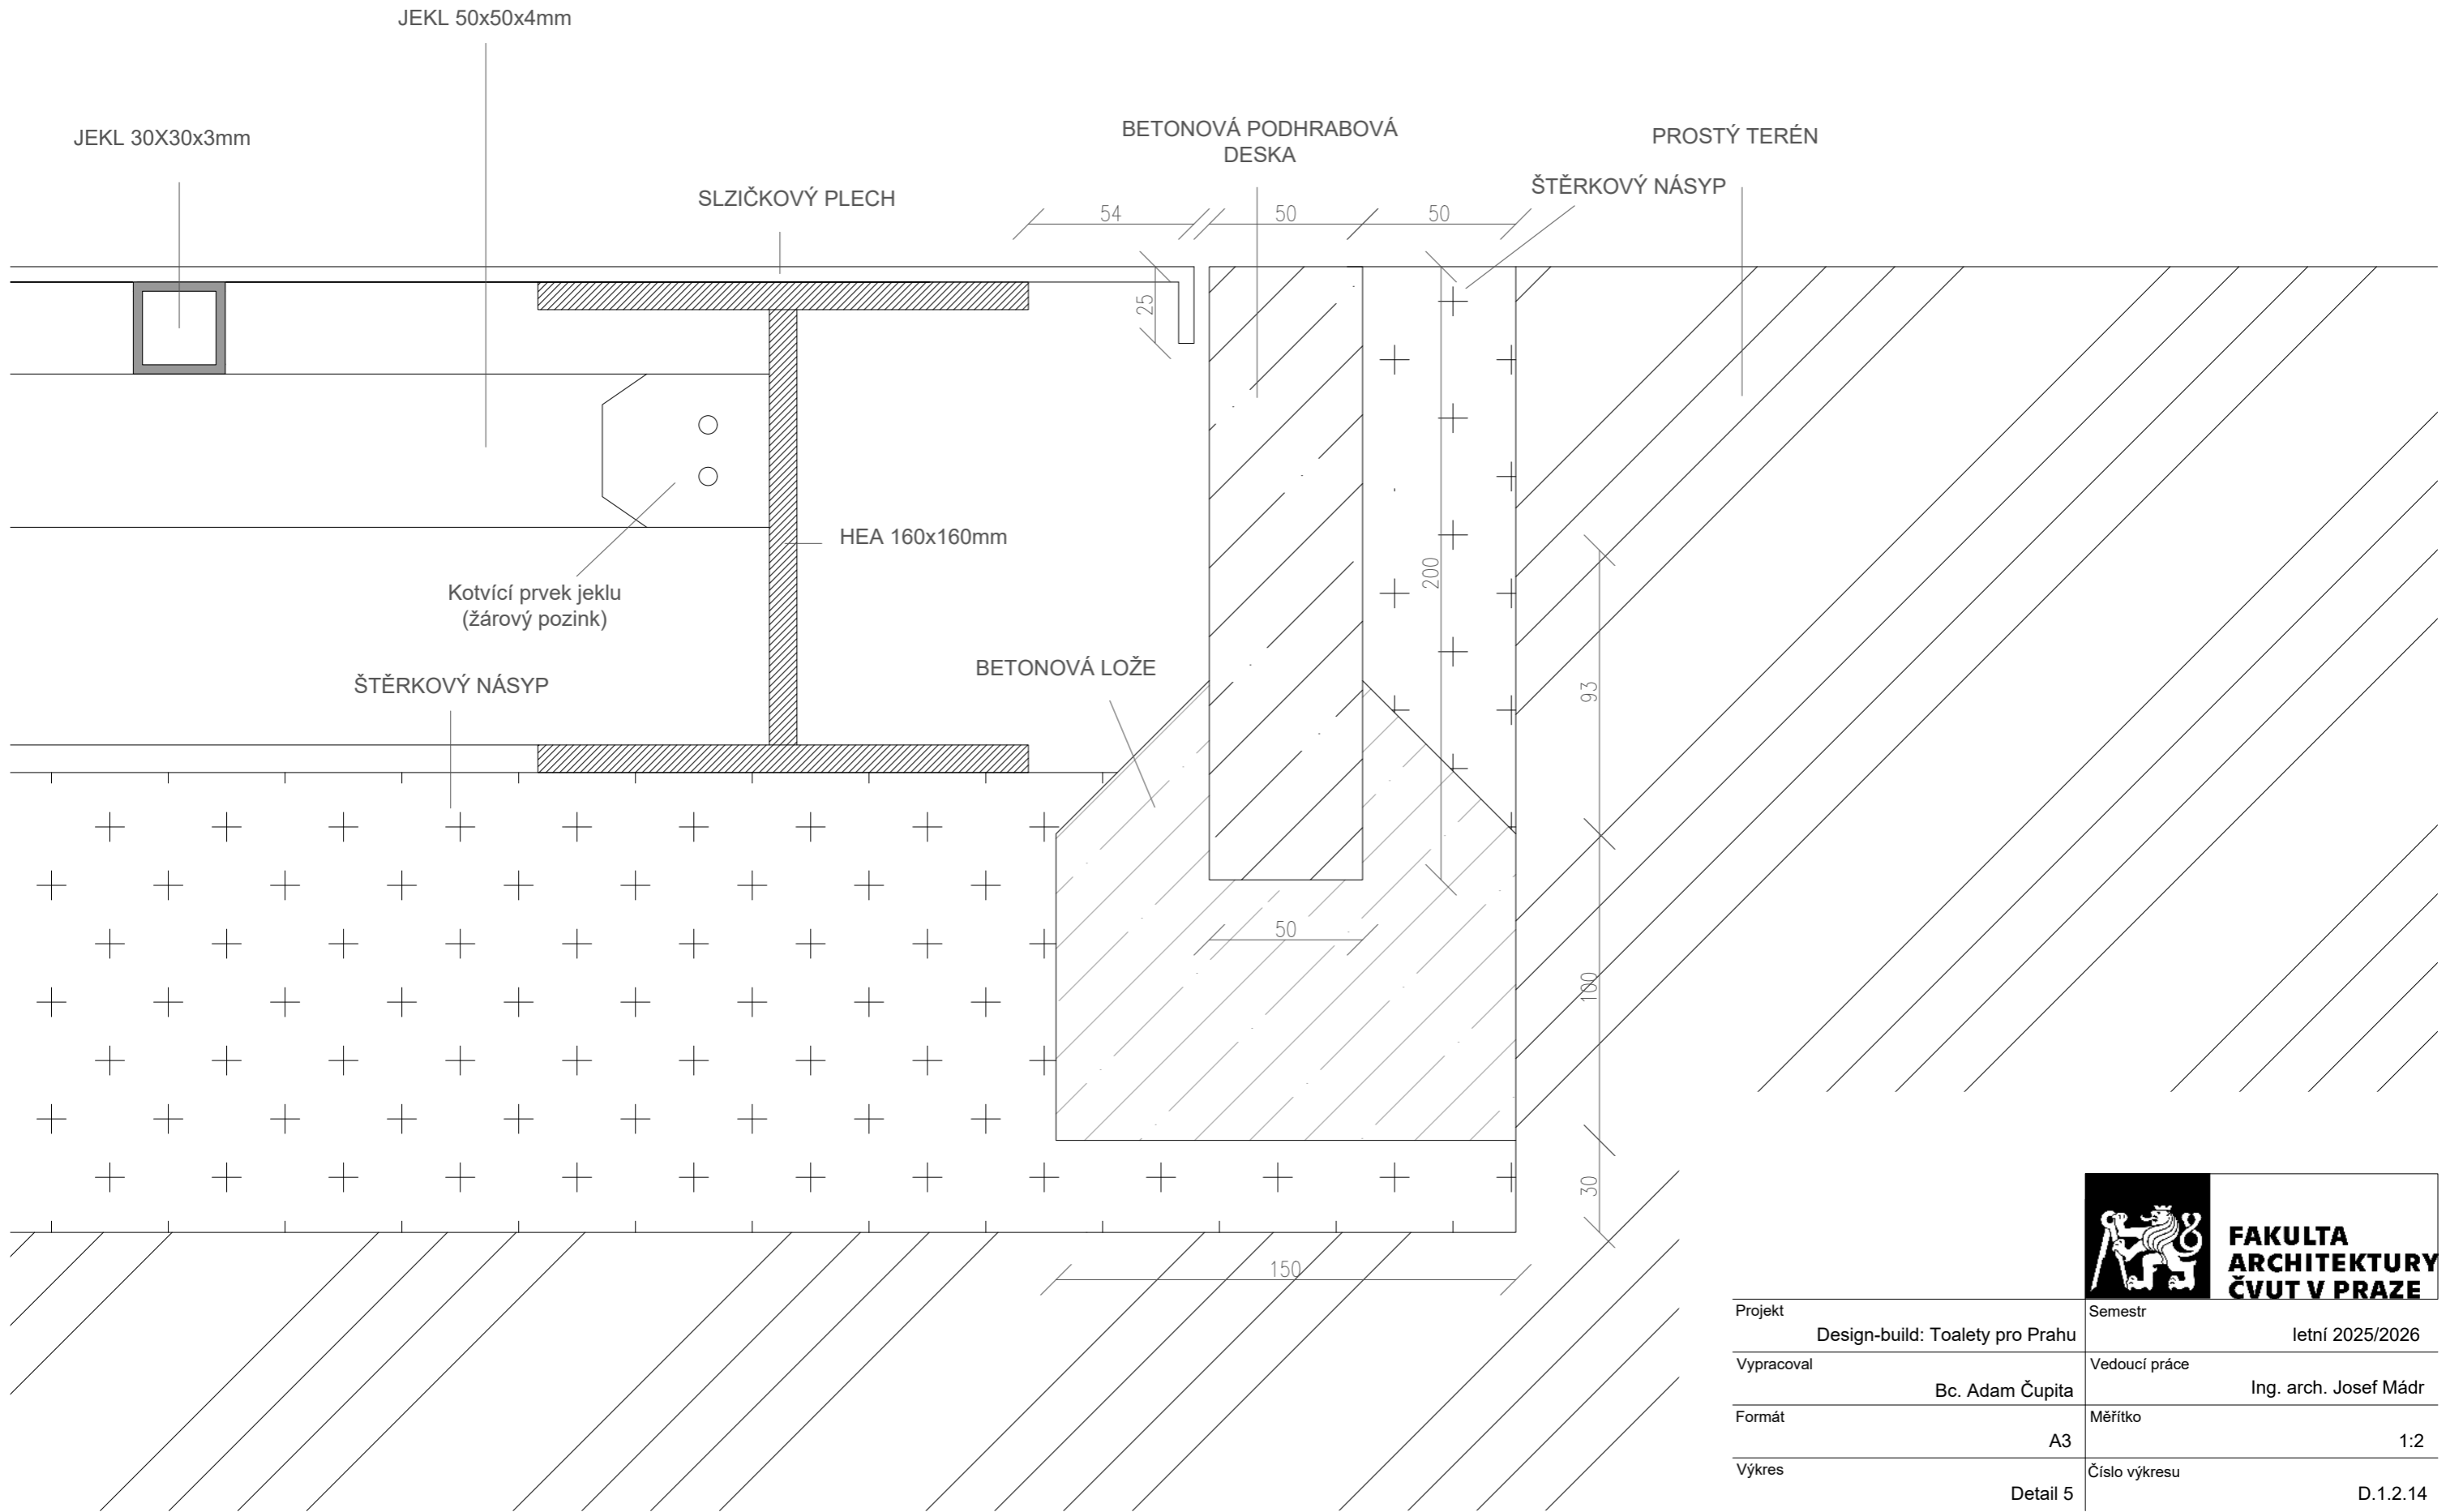 JEKL 50x50x4mm
JEKL 30X30x3mm
BETONOVÁ PODHRABOVÁ
DESKA
PROSTÝ TERÉN
SLZIČKOVÝ PLECH
ŠTĚRKOVÝ NÁSYP
54
50
50
25
HEA 160x160mm
200
Kotvící prvek jeklu
(žárový pozink)
BETONOVÁ LOŽE
ŠTĚRKOVÝ NÁSYP
93
50
100
30
150
FAKULTA
ARCHITEKTURY
ČVUT V PRAZE
Projekt
Design-build: Toalety pro Prahu
Semestr
letní 2025/2026
Vypracoval
Bc. Adam Čupita
Vedoucí práce
Ing. arch. Josef Mádr
Formát
A3
Měřítko
1:2
Výkres
Detail 5
Číslo výkresu
D.1.2.14